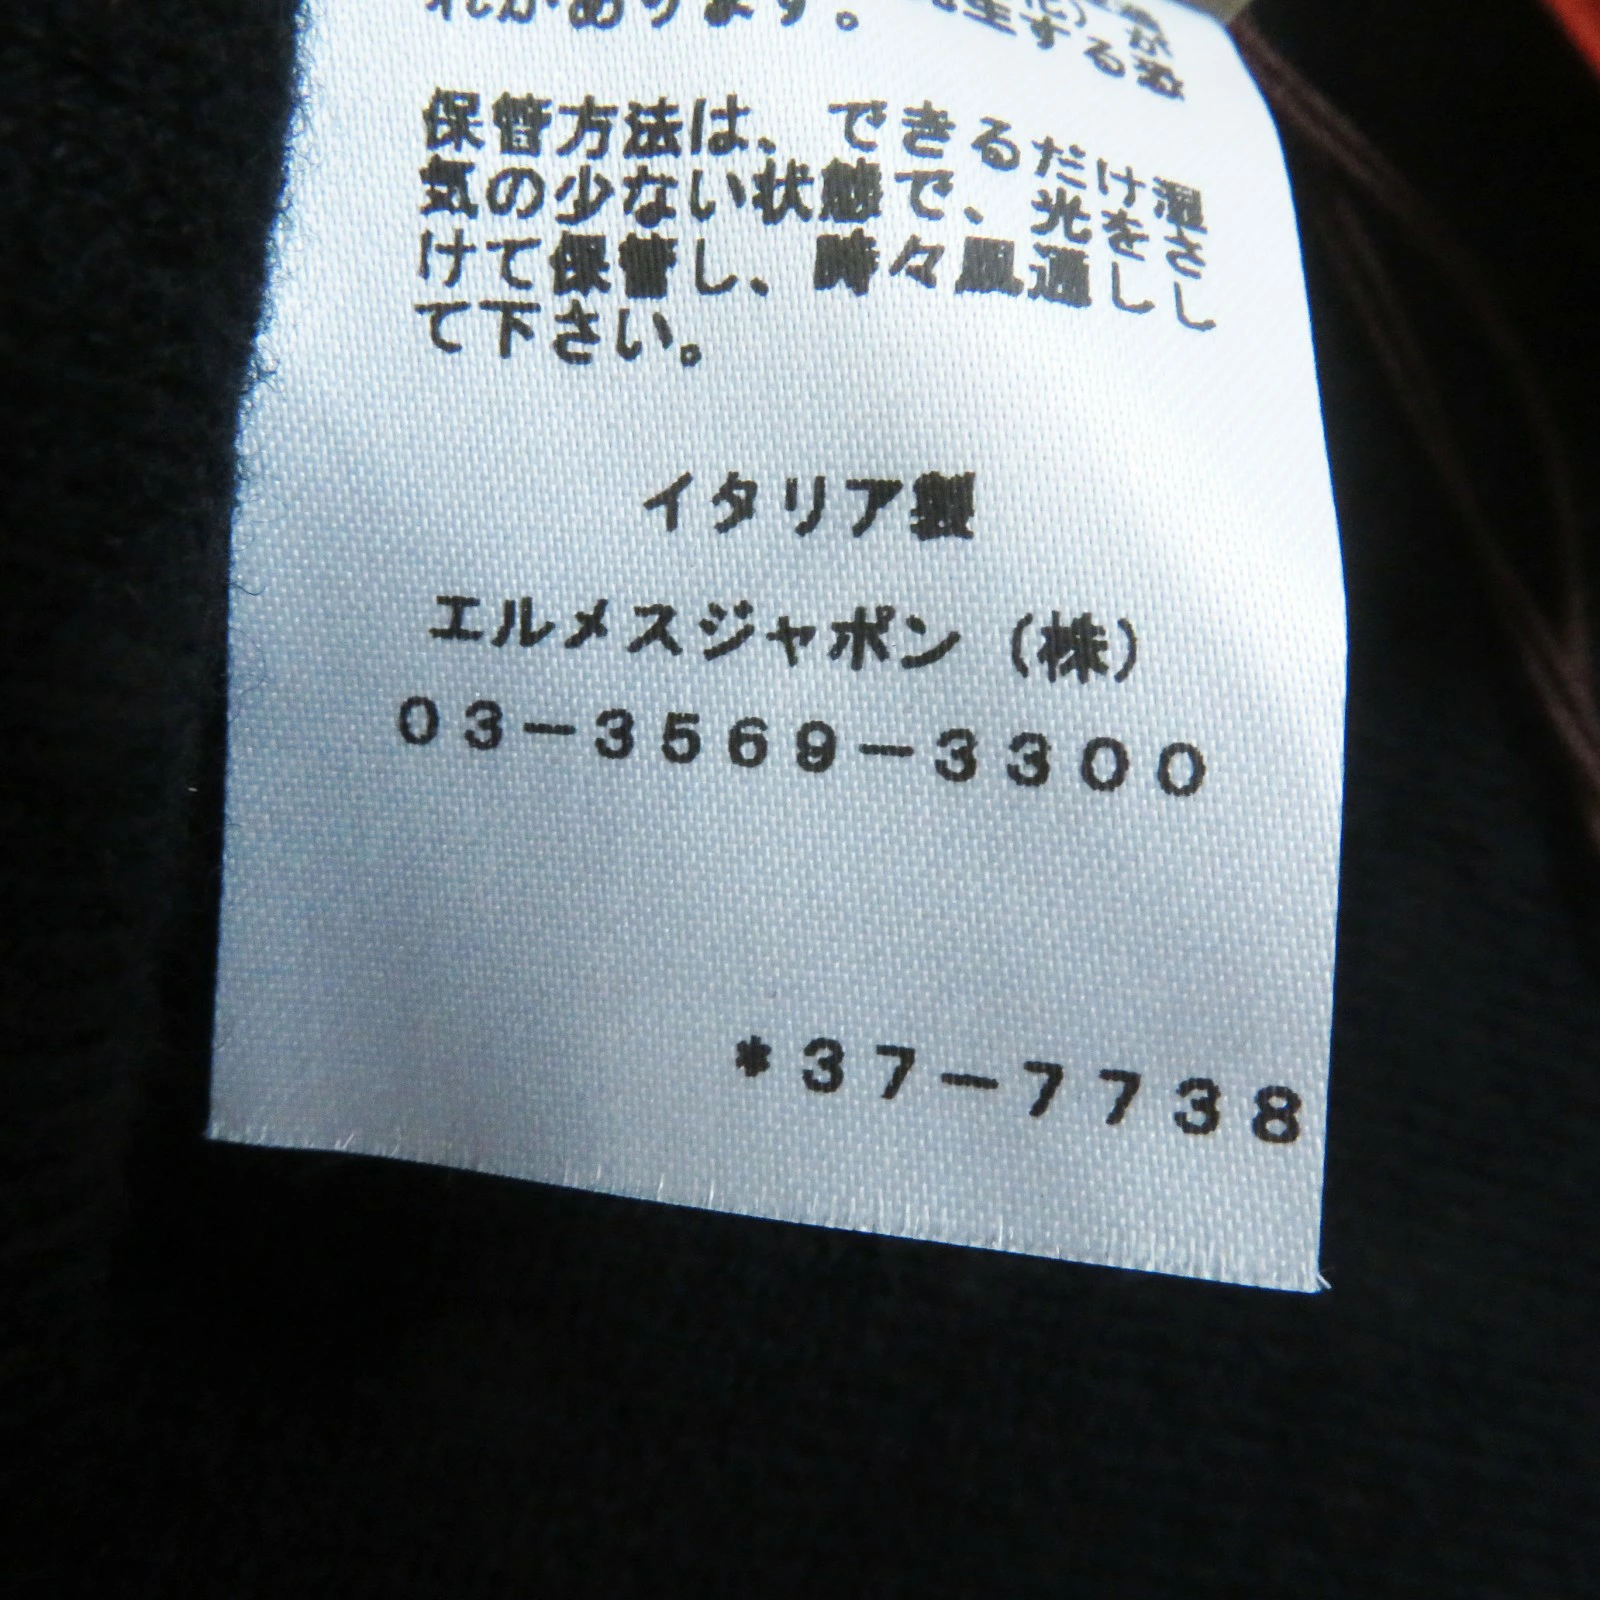 れがあります。
保管方法は、できるだけ湿
気の少ない状態で、光をさ
けて保管し、時々風通しし
て下さい。
イタリア製
エルメスジャポン（株）
03-3569-3300
*37-7738